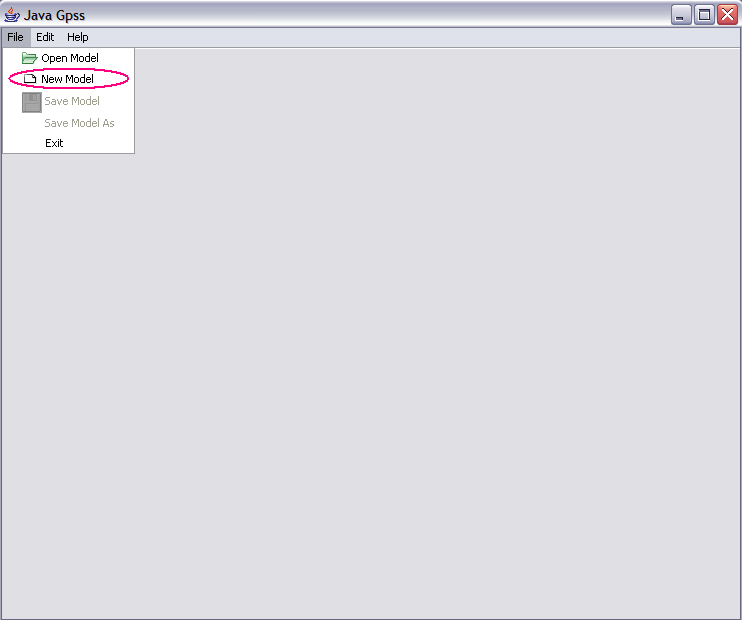 Java Gpss
File Edit Help
Open Model
New Model
Save Model
Save Model As
Exit